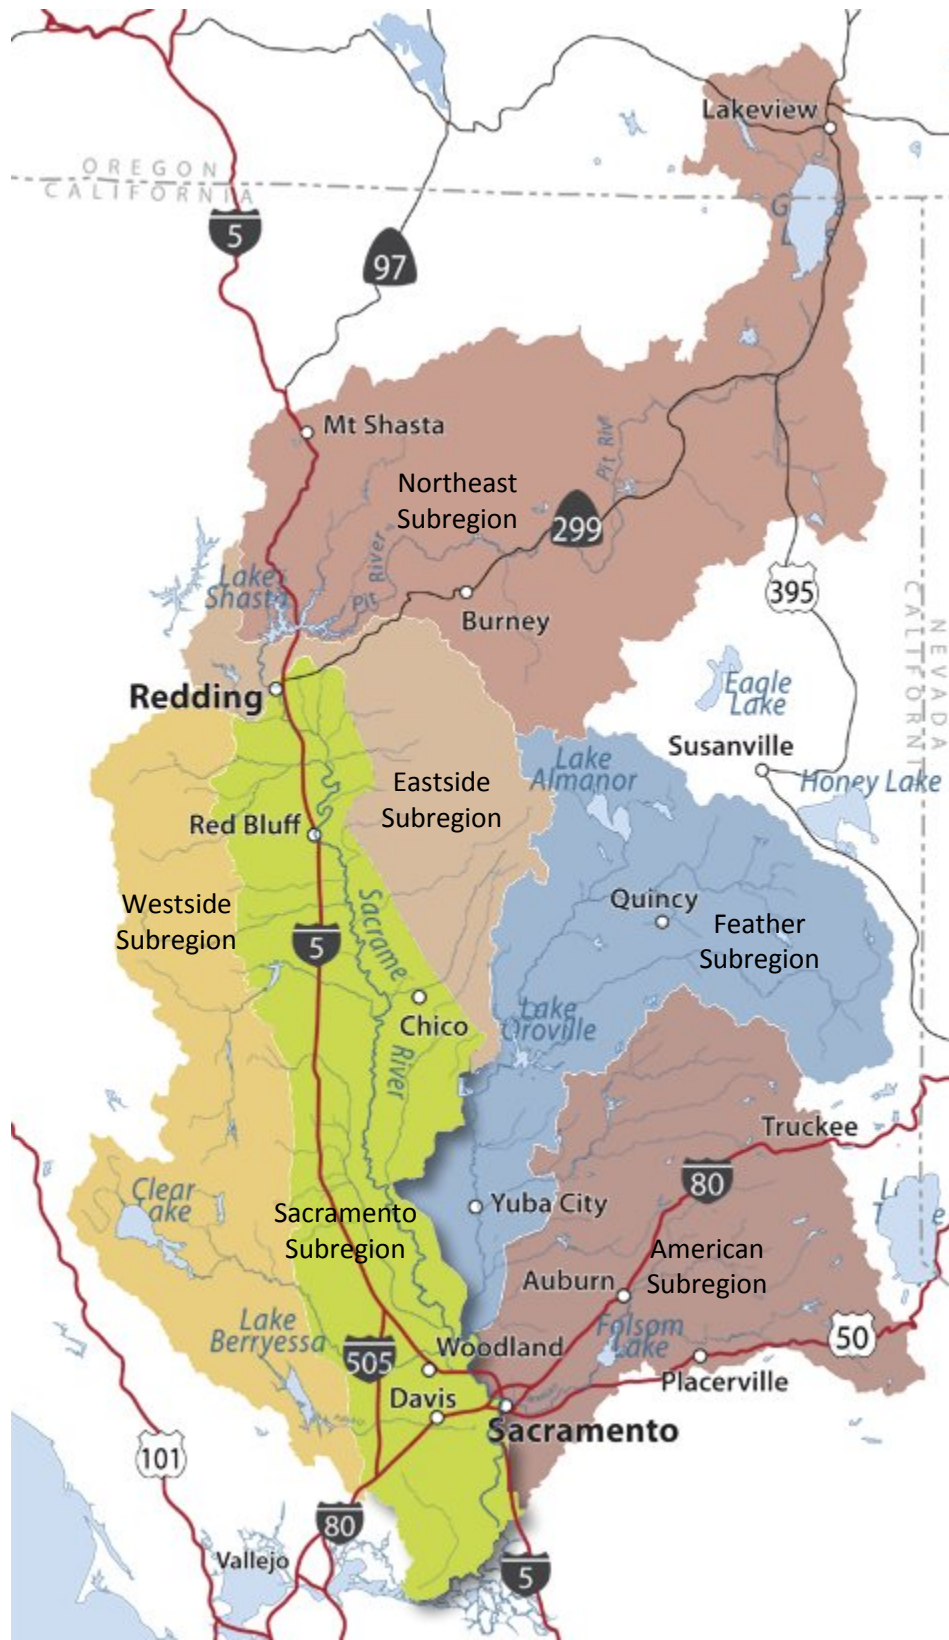 Lakeview
OREGON
CALIFORNIA
5
97
Mt Shasta
Northeast
Subregion
Pit Riv
299
Lake
Shasta
Pit River
395
Burney
CALIFORNI
NEVADA
Redding
Eagle
Lake
Susanville
Lake
Almanor
Honey Lake
Eastside
Subregion
Red Bluff
Westside
Subregion
Sacrame
River
Quincy
Feather
Subregion
5
Chico
Lake
Oroville
Truckee
80
Clear
Lake
Yuba City
Sacramento
Subregion
American
Subregion
Auburn
Lake
Berryessa
Folsom
Lake
50
Woodland
505
Placerville
Davis
Sacramento
101
80
Vallejo
5